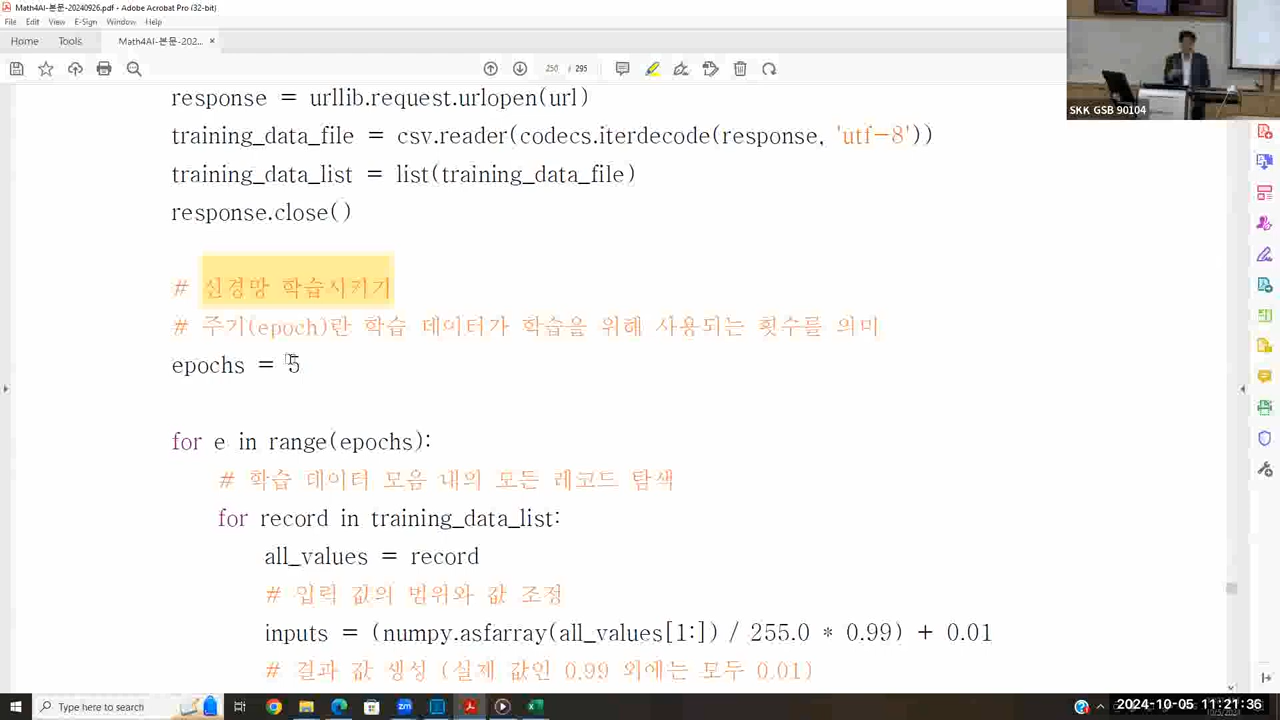 Math4AI-본문-20240926.pdf - Adobe Acrobat Pro (32-bit)
File Edit View E-Sign Window Help
Home Tools Math4AI-본문-202... ×
250 / 295
SKK GSB 90104
response = urllib.request.urlopen(url)
training_data_file = csv.reader(codecs.iterdecode(response, 'utf-8'))
training_data_list = list(training_data_file)
response.close()
# 신경망 학습시키기
# 주기(epoch)란 학습 데이터가 학습을 위해 사용되는 횟수를 의미
epochs = 5
for e in range(epochs):
# 학습 데이터 모음 내의 모든 레코드 탐색
for record in training_data_list:
all_values = record
# 입력 값의 범위와 값 조정
inputs = (numpy.asfarray(all_values[1:]) / 255.0 * 0.99) + 0.01
# 결과 값 생성 (실제 값인 0.99 외에는 모두 0.01)
Type here to search
2024-10-05 11:21:36